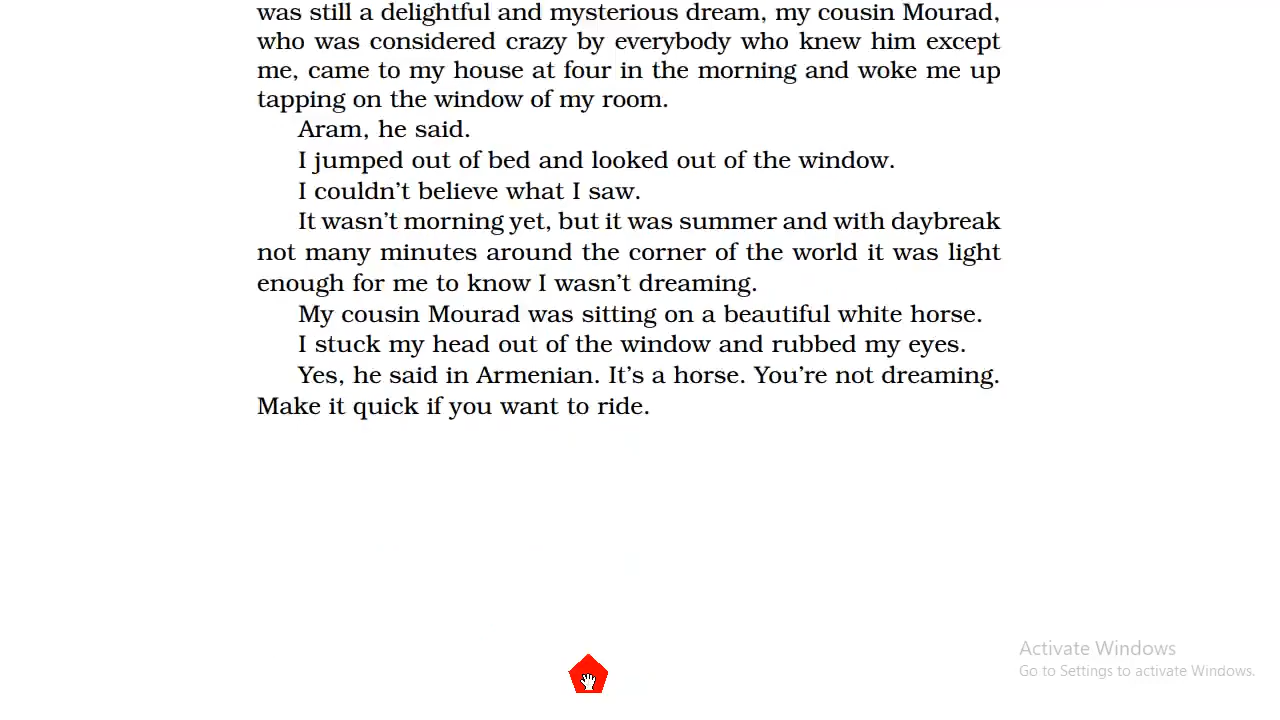 was still a delightful and mysterious dream, my cousin Mourad,
who was considered crazy by everybody who knew him except
me, came to my house at four in the morning and woke me up
tapping on the window of my room.
Aram, he said.
I jumped out of bed and looked out of the window.
I couldn't believe what I saw.
It wasn't morning yet, but it was summer and with daybreak
not many minutes around the corner of the world it was light
enough for me to know I wasn't dreaming.
My cousin Mourad was sitting on a beautiful white horse.
I stuck my head out of the window and rubbed my eyes.
Yes, he said in Armenian. It's a horse. You're not dreaming.
Make it quick if you want to ride.
Activate Windows
Go to Settings to activate Windows.